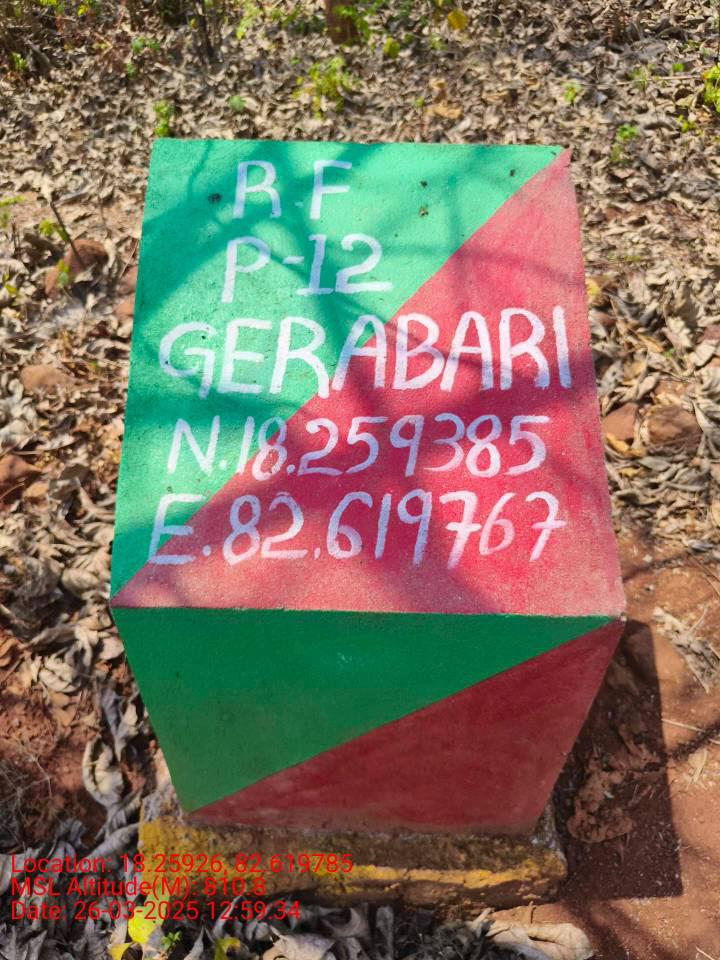 R.F
P-12
GERABARI
N.18.259385
E.82.619767
Location: 18.25926, 82.619785
MSL Altitude(M): 810.8
Date: 26-03-2025 12:59:34